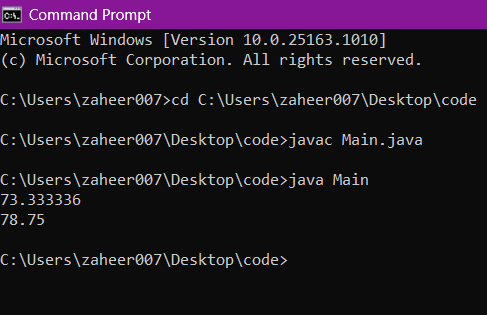 Command Prompt
Microsoft Windows [Version 10.0.25163.1010]
(c) Microsoft Corporation. All rights reserved.
C:\Users\zaheer007>cd C:\Users\zaheer007\Desktop\code
C:\Users\zaheer007\Desktop\code>javac Main.java
C:\Users\zaheer007\Desktop\code>java Main
73.333336
78.75
C:\Users\zaheer007\Desktop\code>